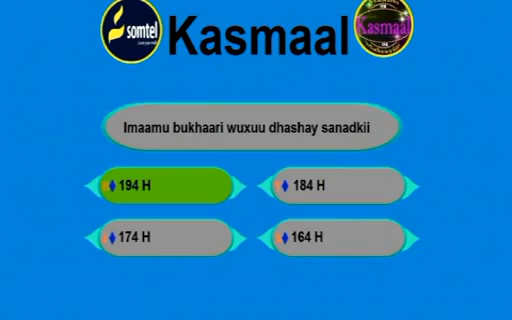 somtel
Kasmaal
Kasmaal
Imaamu bukhaari wuxuu dhashay sanadkii
194 H
184 H
174 H
164 H